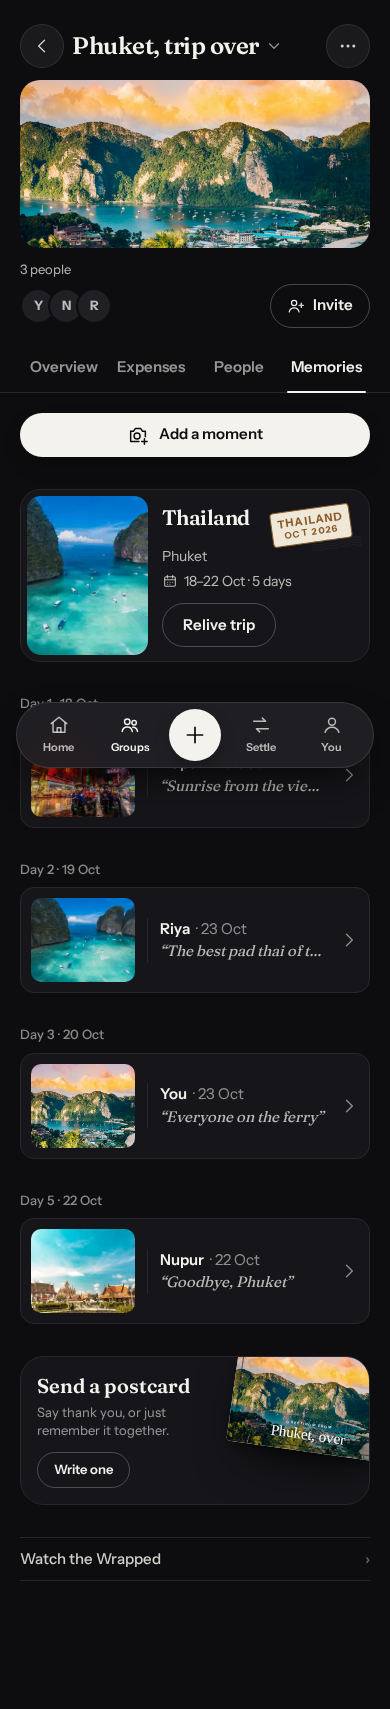 Phuket, trip over
3 people
Y N R
Invite
Overview Expenses People Memories
Add a moment
Thailand
THAILAND
OCT 2026
Phuket
18–22 Oct · 5 days
Relive trip
Day 1 · 18 Oct
Home Groups Settle You
“Sunrise from the vie...
Day 2 · 19 Oct
Riya · 23 Oct
“The best pad thai of t...
Day 3 · 20 Oct
You · 23 Oct
“Everyone on the ferry”
Day 5 · 22 Oct
Nupur · 22 Oct
“Goodbye, Phuket”
Send a postcard
Say thank you, or just
remember it together.
Write one
Phuket, over
Watch the Wrapped